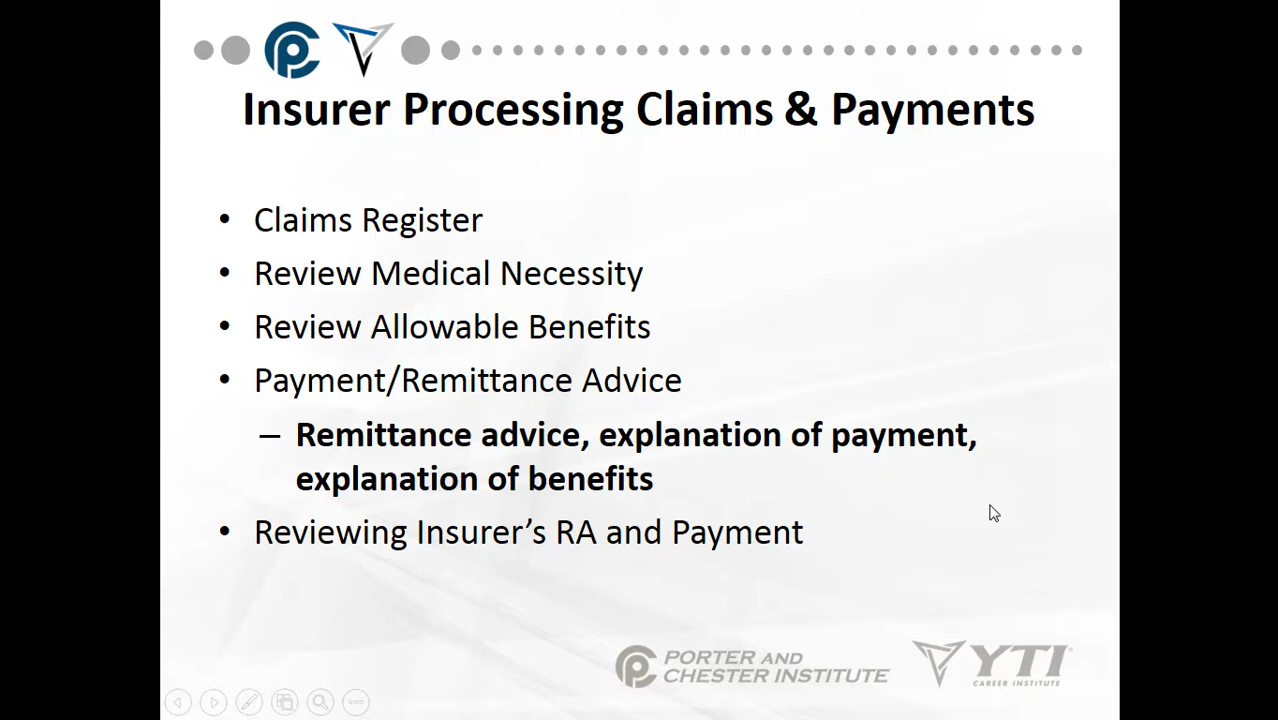 Insurer Processing Claims & Payments
• Claims Register
• Review Medical Necessity
• Review Allowable Benefits
• Payment/Remittance Advice
– Remittance advice, explanation of payment,
explanation of benefits
• Reviewing Insurer’s RA and Payment
PORTER AND
CHESTER INSTITUTE
YTI
CAREER INSTITUTE